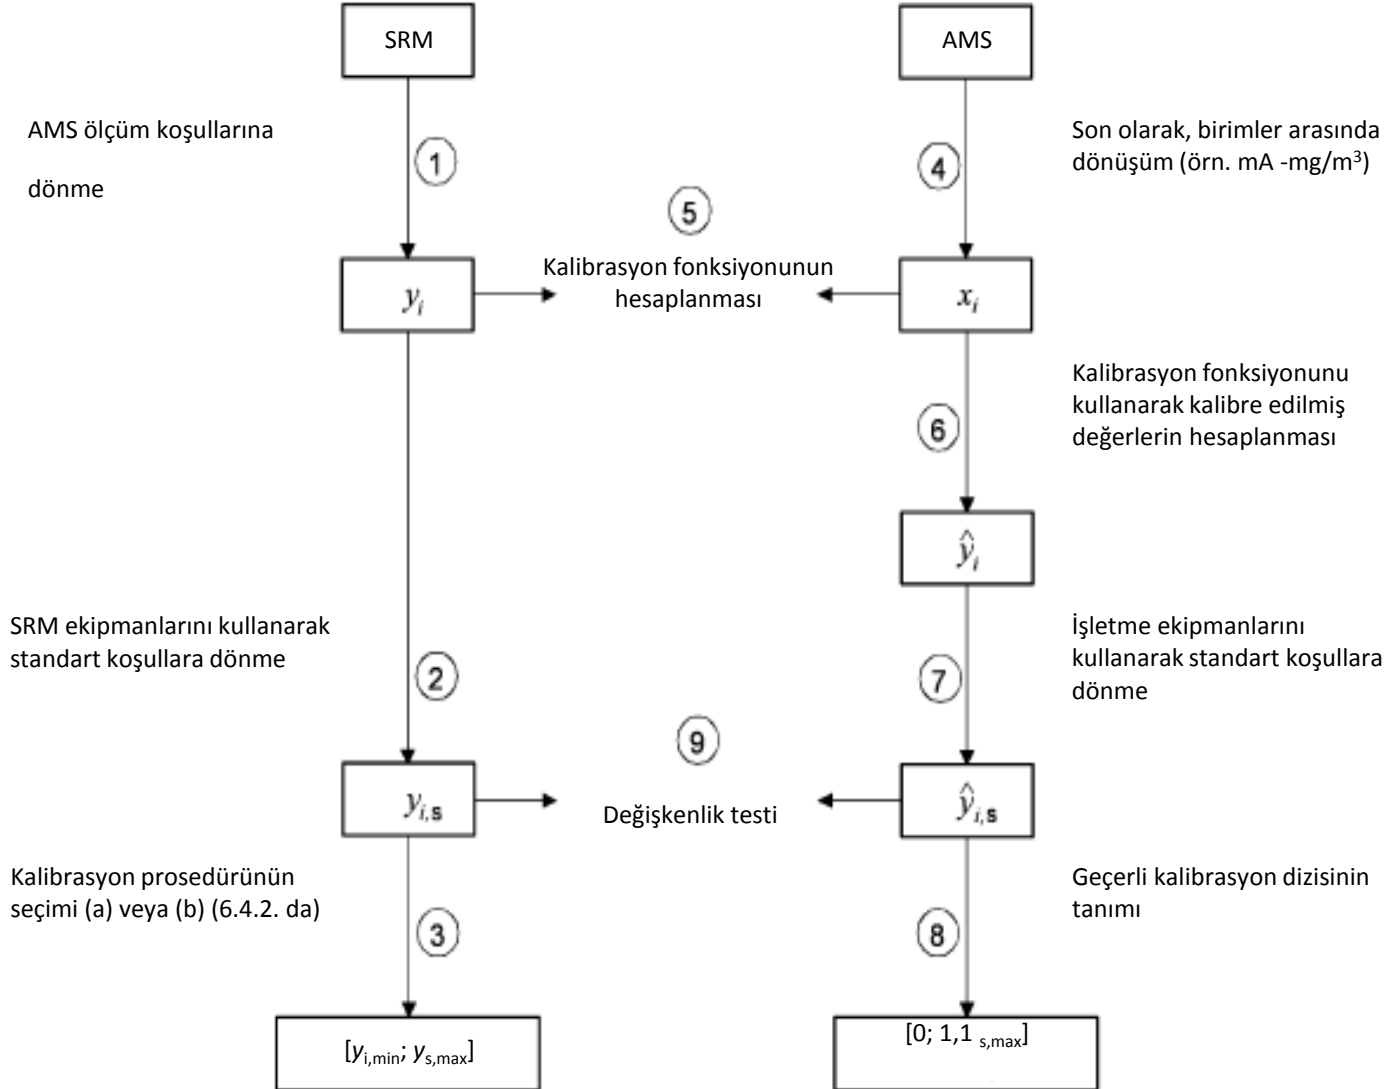 SRM
AMS
AMS ölçüm koşullarına
dönme
1
4
Son olarak, birimler arasında
dönüşüm (örn. mA -mg/m³)
5
Kalibrasyon fonksiyonunun
hesaplanması
yᵢ
xᵢ
6
Kalibrasyon fonksiyonunu
kullanarak kalibre edilmiş
değerlerin hesaplanması
ŷᵢ
SRM ekipmanlarını kullanarak
standart koşullara dönme
2
7
İşletme ekipmanlarını
kullanarak standart koşullara
dönme
9
Değişkenlik testi
yᵢ,s
ŷᵢ,s
Kalibrasyon prosedürünün
seçimi (a) veya (b) (6.4.2. da)
3
8
Geçerli kalibrasyon dizisinin
tanımı
[yi,min; ys,max]
[0; 1,1 s,max]